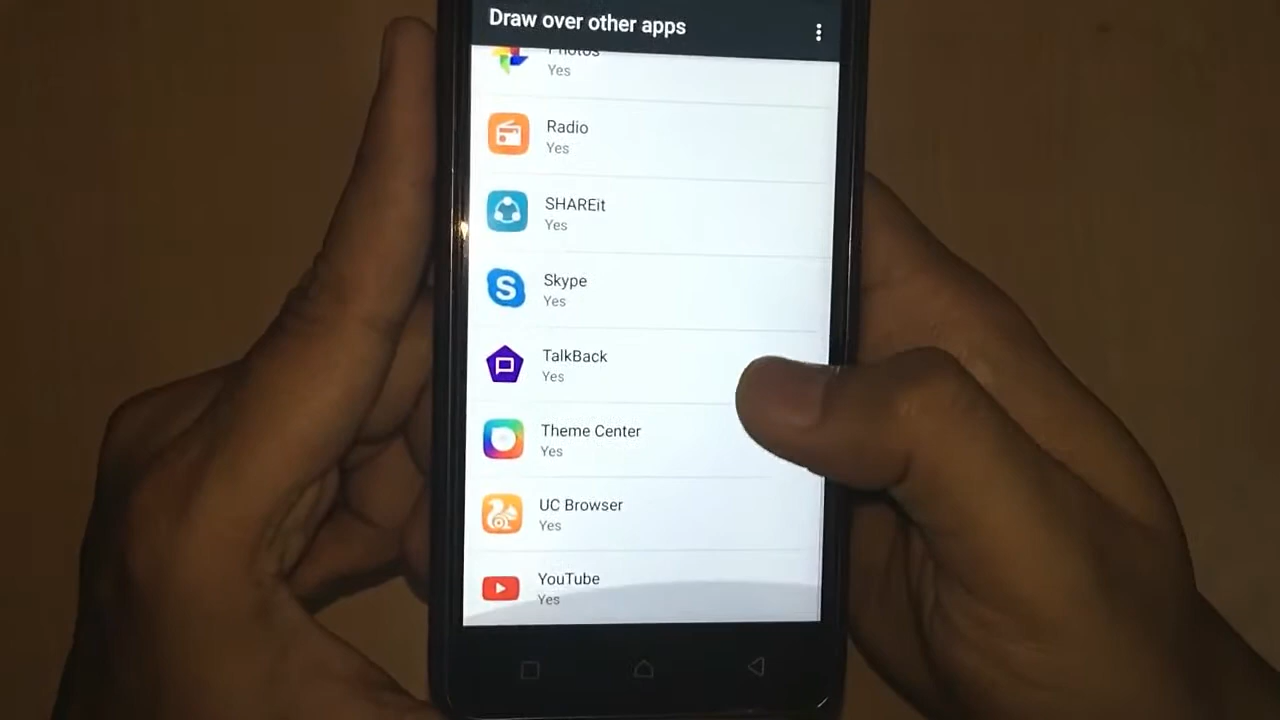 Draw over other apps
Photos
Yes
Radio
Yes
SHAREit
Yes
Skype
Yes
TalkBack
Yes
Theme Center
Yes
UC Browser
Yes
YouTube
Yes